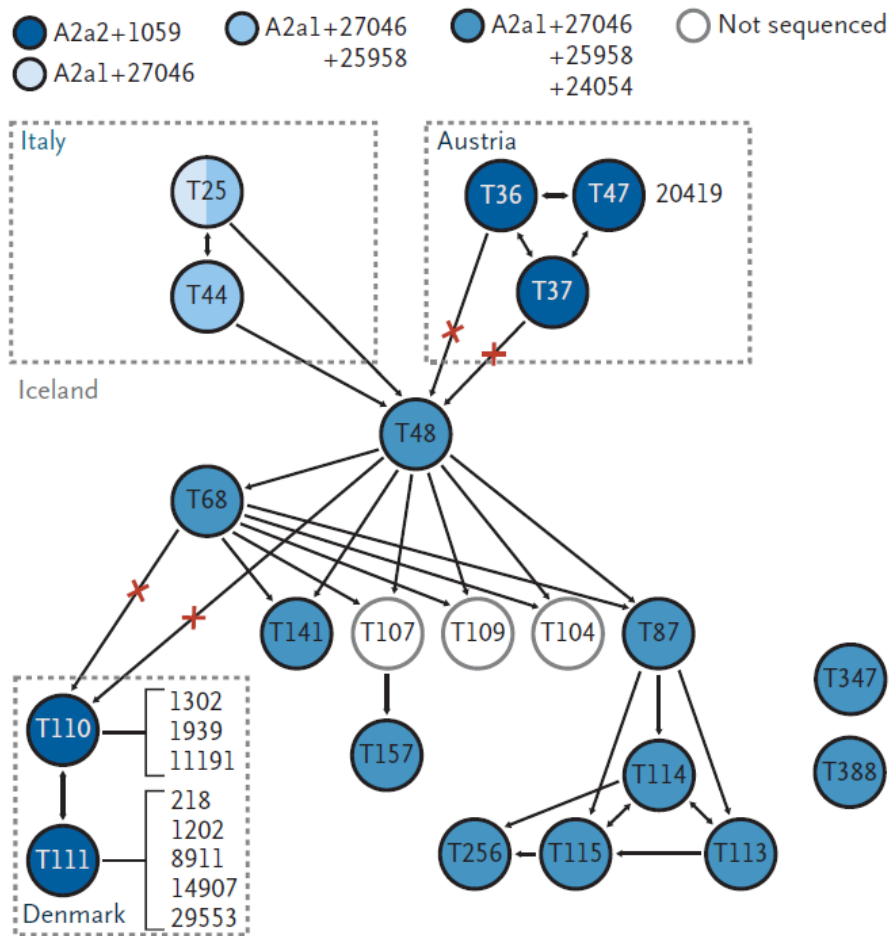 A2a2+1059
A2a1+27046
A2a1+27046
+25958
A2a1+27046
+25958
+24054
Not sequenced
Italy
T25
T44
Austria
T36
T47
20419
T37
Iceland
T48
T68
T141
T107
T109
T104
T87
T157
T114
T256
T115
T113
T347
T388
T110
1302
1939
11191
T111
218
1202
8911
14907
29553
Denmark